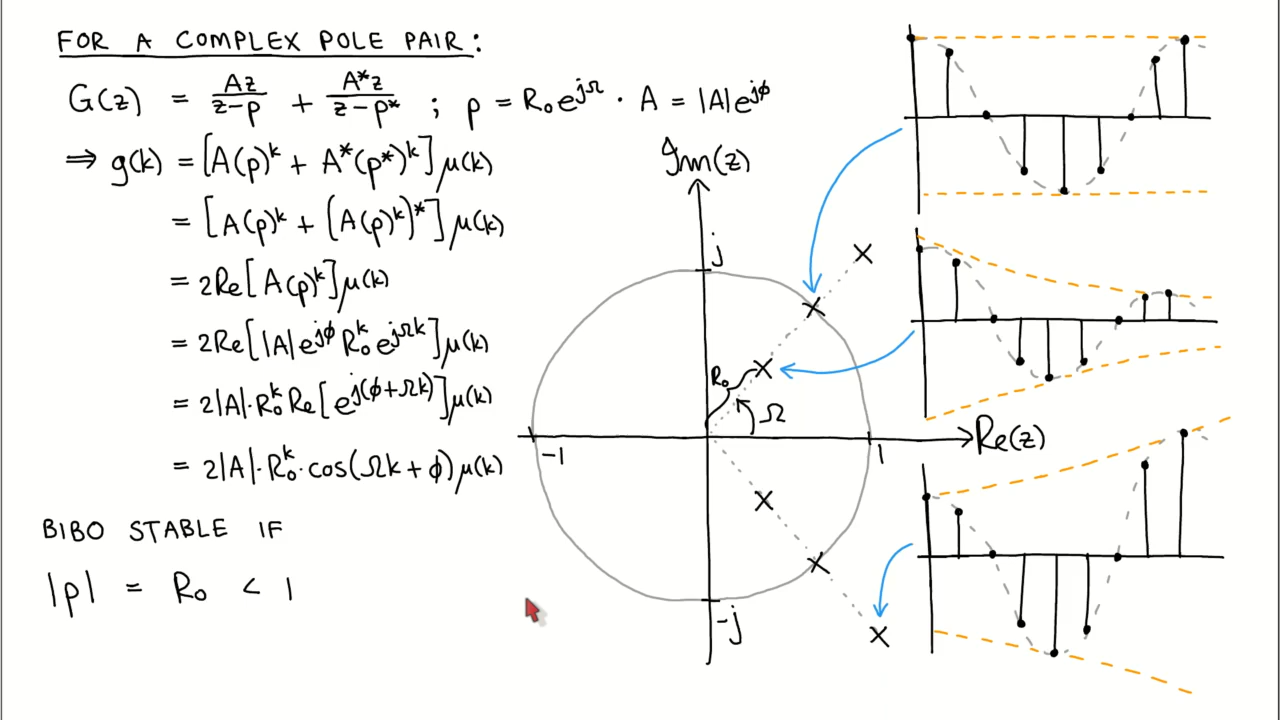 FOR A COMPLEX POLE PAIR:
G(z) = Az/(z-p) + A*z/(z-p*) ; p = R₀e^{jΩ} · A = |A|e^{jϕ}
⇒ g(k) = [A(p)^k + A*(p*)^k] μ(k)
= [A(p)^k + (A(p)^k)*] μ(k)
= 2Re[A(p)^k] μ(k)
= 2Re[|A|e^{jϕ} R₀^k e^{jΩk}] μ(k)
= 2|A|·R₀^k Re[e^{j(ϕ+Ωk)}] μ(k)
= 2|A|·R₀^k·cos(Ωk + ϕ) μ(k)
BIBO STABLE IF
|p| = R₀ < 1
Im(z)
j
R₀
Ω
Re(z)
-1
1
-j